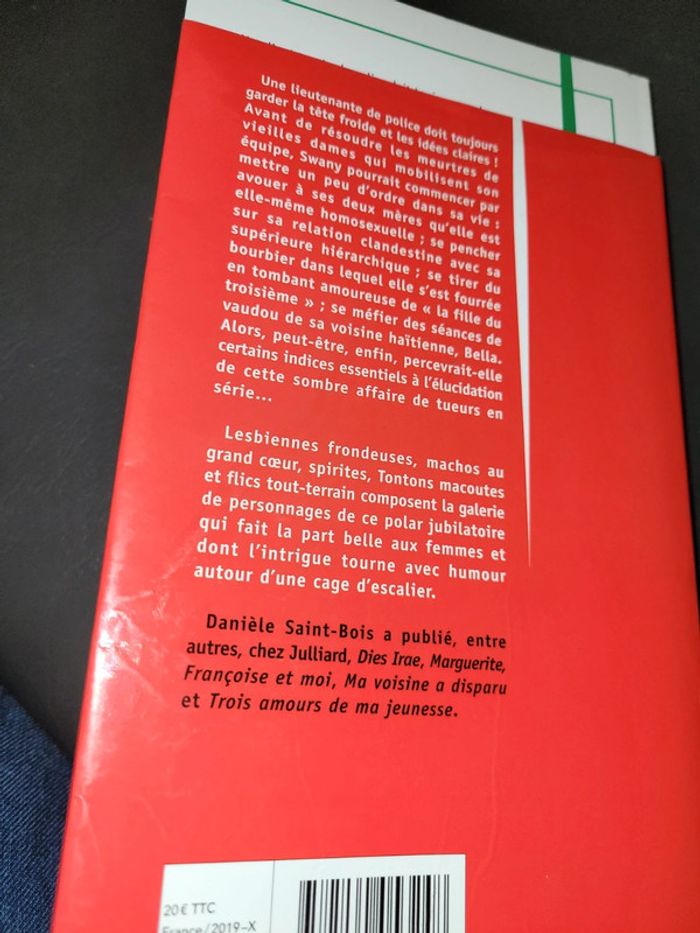 Une lieutenante de police doit toujours
garder la tête froide et les idées claires !
Avant de résoudre les meurtres de
vieilles dames qui mobilisent son
équipe, Swany pourrait commencer par
mettre un peu d'ordre dans sa vie :
avouer à ses deux mères qu'elle est
elle-même homosexuelle ; se pencher
sur sa relation clandestine avec sa
supérieure hiérarchique ; se tirer du
bourbier dans lequel elle s'est fourrée
en tombant amoureuse de « la fille du
troisième » ; se méfier des séances de
vaudou de sa voisine haïtienne, Bella.
Alors, peut-être, enfin, percevrait-elle
certains indices essentiels à l'élucidation
de cette sombre affaire de tueurs en
série...
Lesbiennes frondeuses, machos au
grand cœur, spirites, Tontons macoutes
et flics tout-terrain composent la galerie
de personnages de ce polar jubilatoire
qui fait la part belle aux femmes et
dont l'intrigue tourne avec humour
autour d'une cage d'escalier.
Danièle Saint-Bois a publié, entre
autres, chez Julliard, Dies Irae, Marguerite,
Françoise et moi, Ma voisine a disparu
et Trois amours de ma jeunesse.
20 € TTC
France / 2019-X